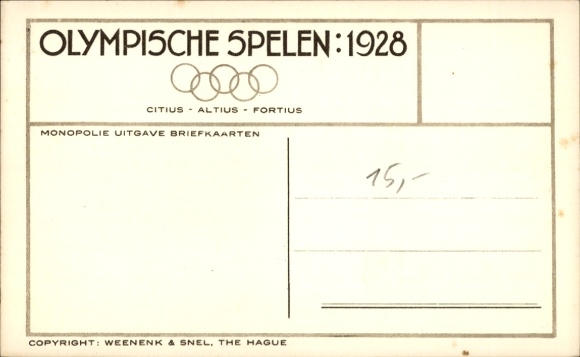 OLYMPISCHE SPELEN: 1928
CITIUS - ALTIUS - FORTIUS
MONOPOLIE UITGAVE BRIEFKAARTEN
15,-
COPYRIGHT: WEENENK & SNEL, THE HAGUE